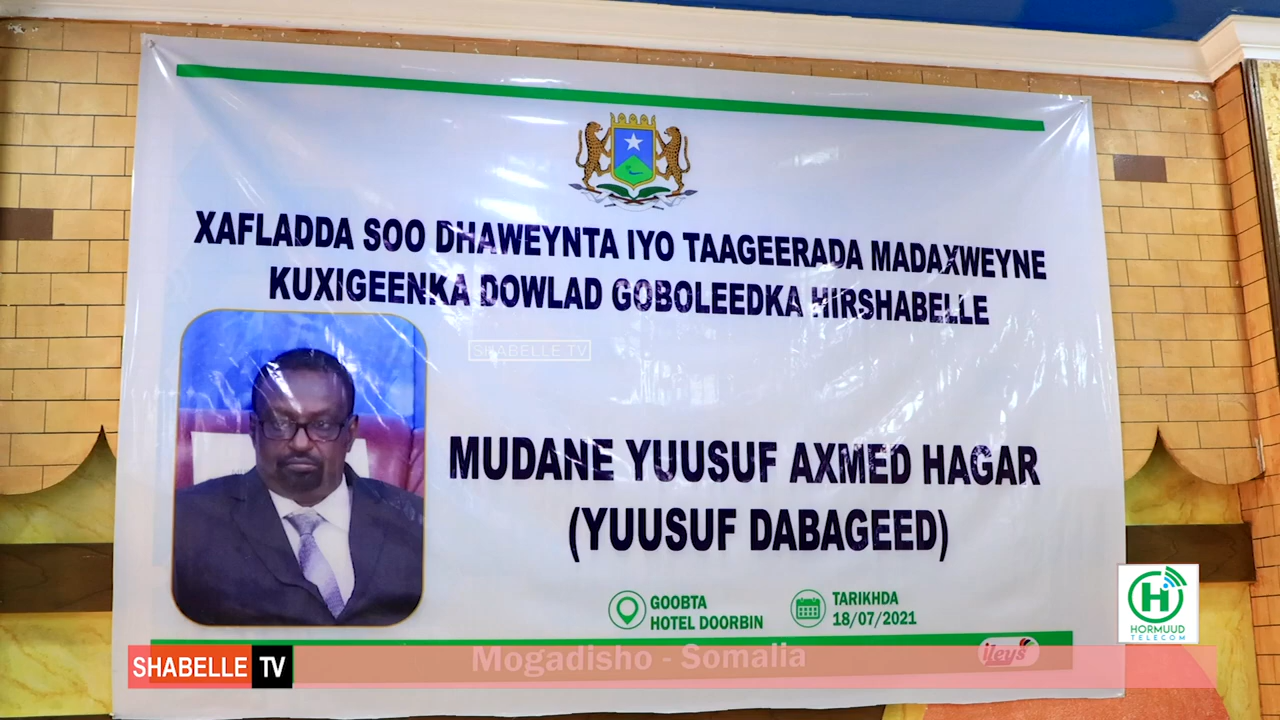 XAFLADDA SOO DHAWEYNTA IYO TAAGEERADA MADAXWEYNE
KUXIGEENKA DOWLAD GOBOLEEDKA HIRSHABELLE
SHABELLE TV
MUDANE YUUSUF AXMED HAGAR
(YUUSUF DABAGEED)
GOOBTA
HOTEL DOORBIN
TARIKHDA
18/07/2021
HORMUUD
TELECOM
Mogadisho - Somalia
ileys
SHABELLE TV